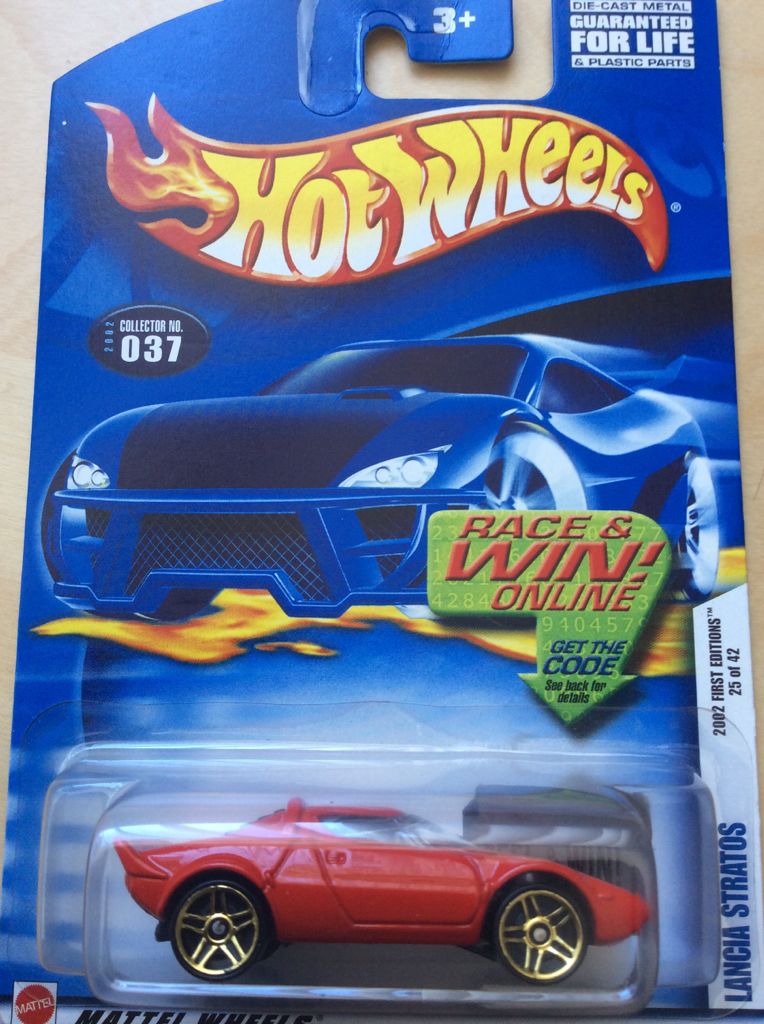 3+
DIE-CAST METAL
GUARANTEED
FOR LIFE
& PLASTIC PARTS
HOT WHEELS
®
2002
COLLECTOR NO.
037
RACE &
WIN!
ONLINE
GET THE
CODE
See back for
details
2002 FIRST EDITIONS™
25 of 42
LANCIA STRATOS
MATTEL
MATTEL WHEELS®